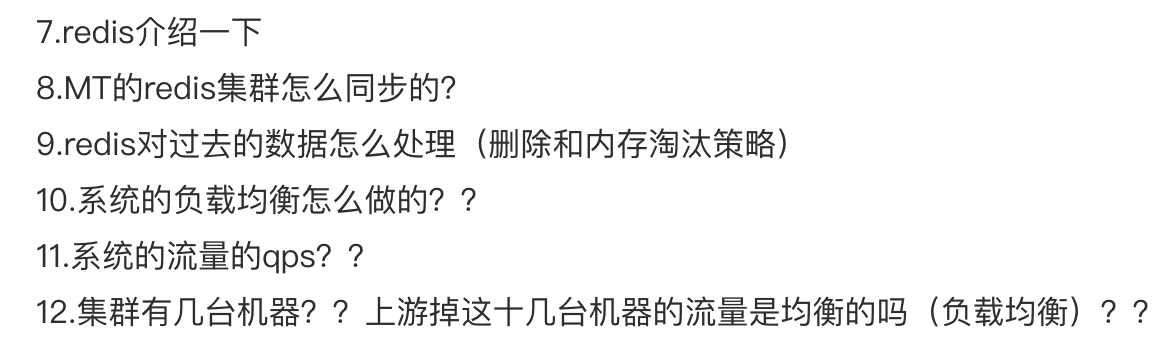 7.redis介绍一下
8.MT的redis集群怎么同步的？
9.redis对过去的数据怎么处理（删除和内存淘汰策略）
10.系统的负载均衡怎么做的？？
11.系统的流量的qps？？
12.集群有几台机器？？上游掉这十几台机器的流量是均衡的吗（负载均衡）？？